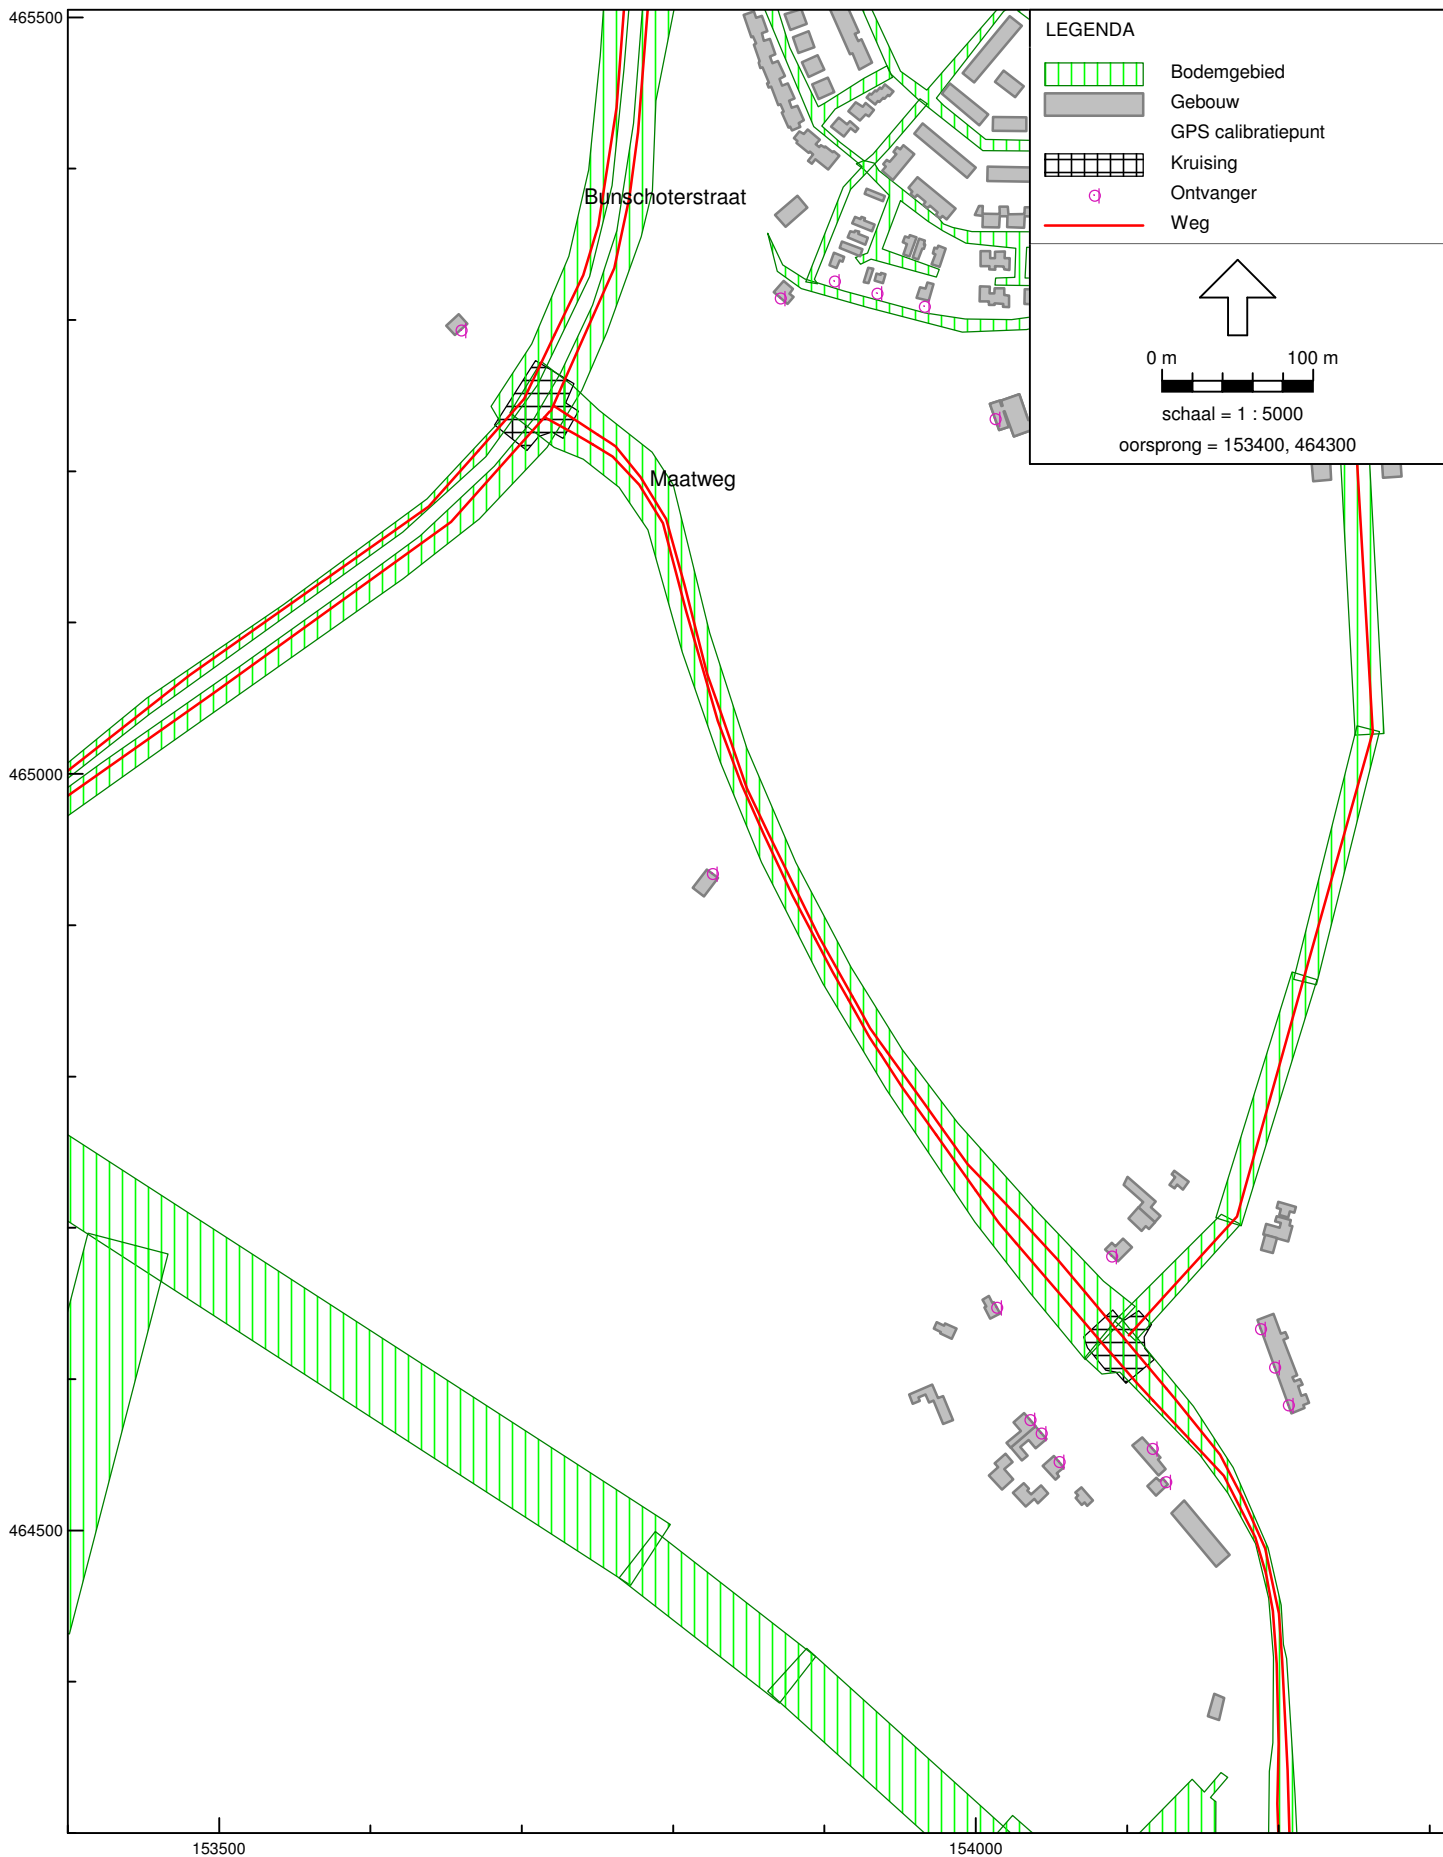 465500
LEGENDA
Bodemgebied
Gebouw
GPS calibratiepunt
Kruising
Ontvanger
Weg
Bunschoterstraat
0 m 100 m
schaal = 1 : 5000
oorsprong = 153400, 464300
Maatweg
465000
464500
153500 154000